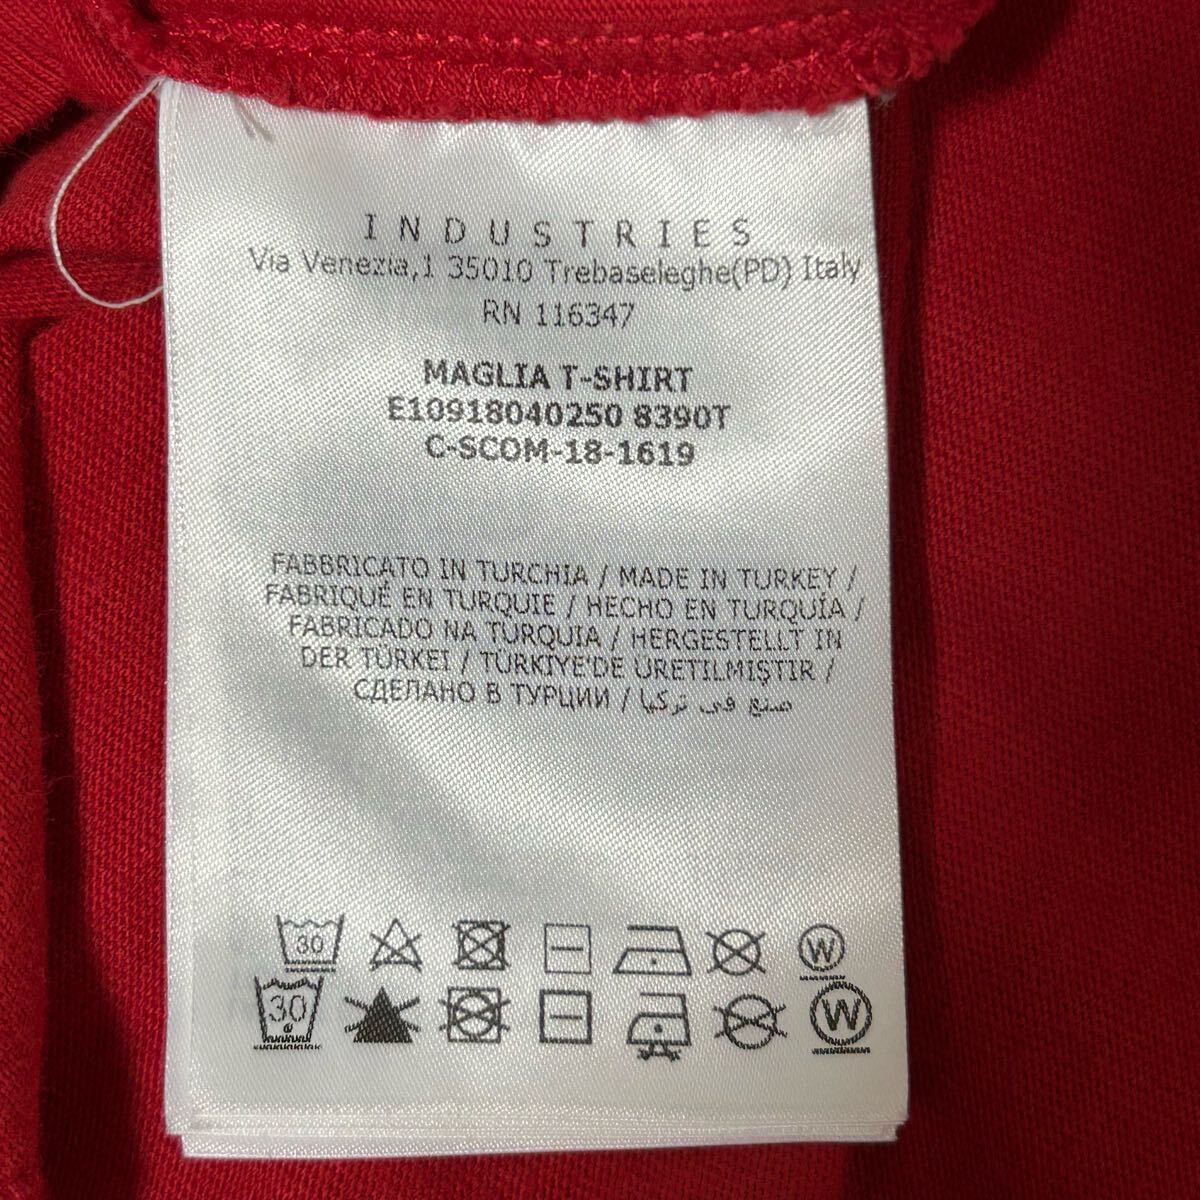 INDUSTRIES
Via Venezia,1 35010 Trebaseleghe(PD) Italy
RN 116347
MAGLIA T-SHIRT
E10918040250 8390T
C-SCOM-18-1619
FABBRICATO IN TURCHIA / MADE IN TURKEY /
FABRIQUÉ EN TURQUIE / HECHO EN TURQUÍA /
FABRICADO NA TURQUIA / HERGESTELLT IN
DER TÜRKEI / TÜRKIYE'DE ÜRETILMIŞTIR /
СДЕЛАНО В ТУРЦИИ / صنع في تركيا
30 W
30 W